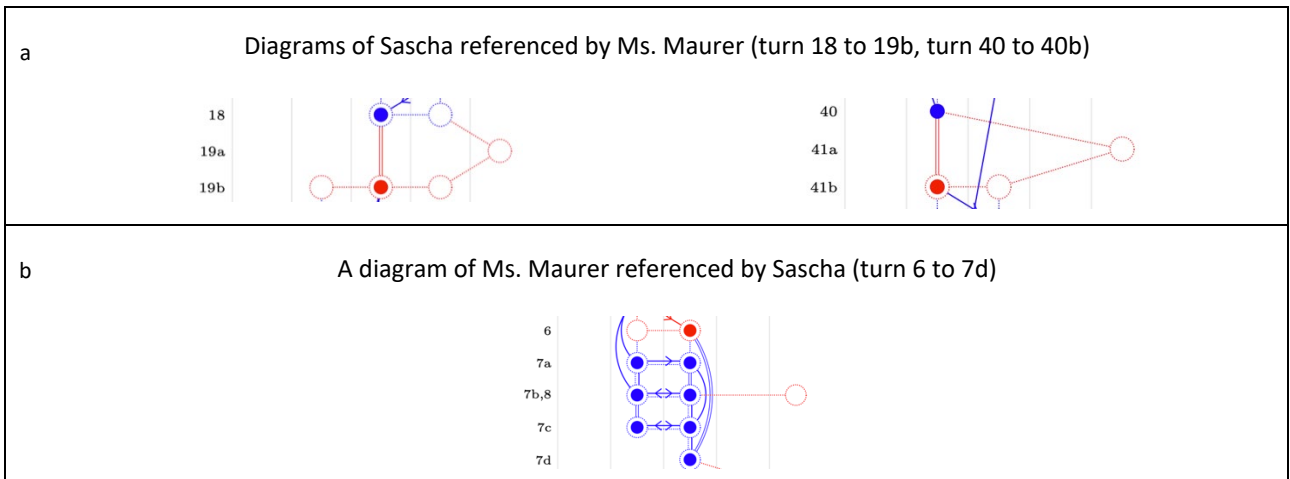 a
Diagrams of Sascha referenced by Ms. Maurer (turn 18 to 19b, turn 40 to 40b)
18
19a
19b
40
41a
41b
b
A diagram of Ms. Maurer referenced by Sascha (turn 6 to 7d)
6
7a
7b,8
7c
7d